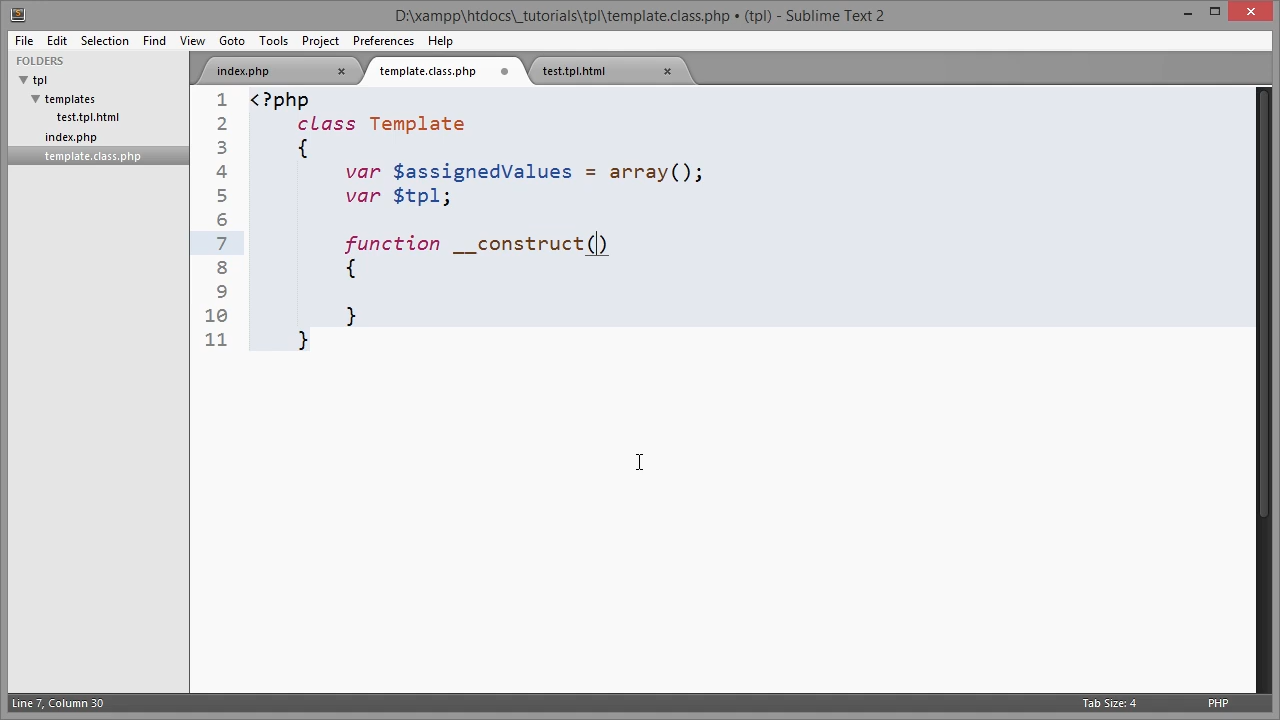 D:\xampp\htdocs\_tutorials\tpl\template.class.php • (tpl) - Sublime Text 2
File Edit Selection Find View Goto Tools Project Preferences Help
FOLDERS
tpl
templates
test.tpl.html
index.php
template.class.php
index.php × template.class.php test.tpl.html ×
1 <?php
2 class Template
3 {
4 var $assignedValues = array();
5 var $tpl;
6
7 function __construct()
8 {
9
10 }
11 }
Line 7, Column 30 Tab Size: 4 PHP